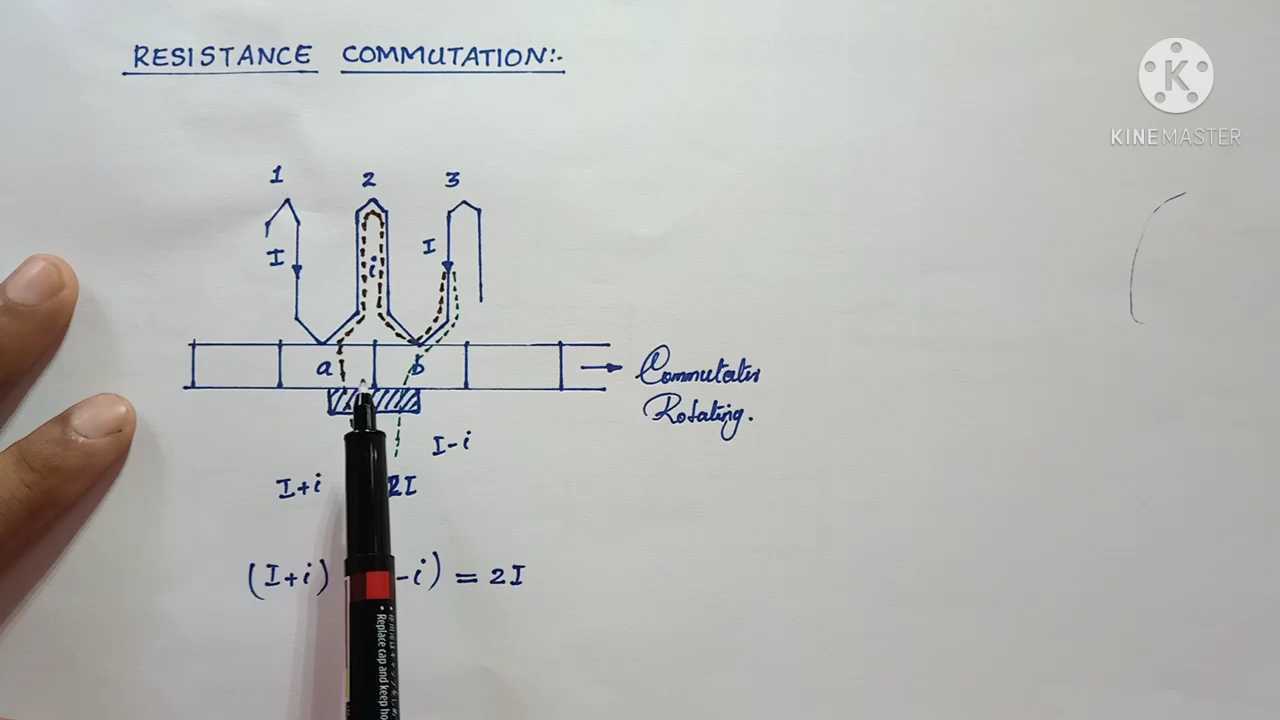 RESISTANCE COMMUTATION:-
K
KINEMASTER
1 2 3
I i I
a b
Commutator
Rotating.
I-i
I+i 2I
(I+i) -i) = 2I
• Replace cap and keep ho